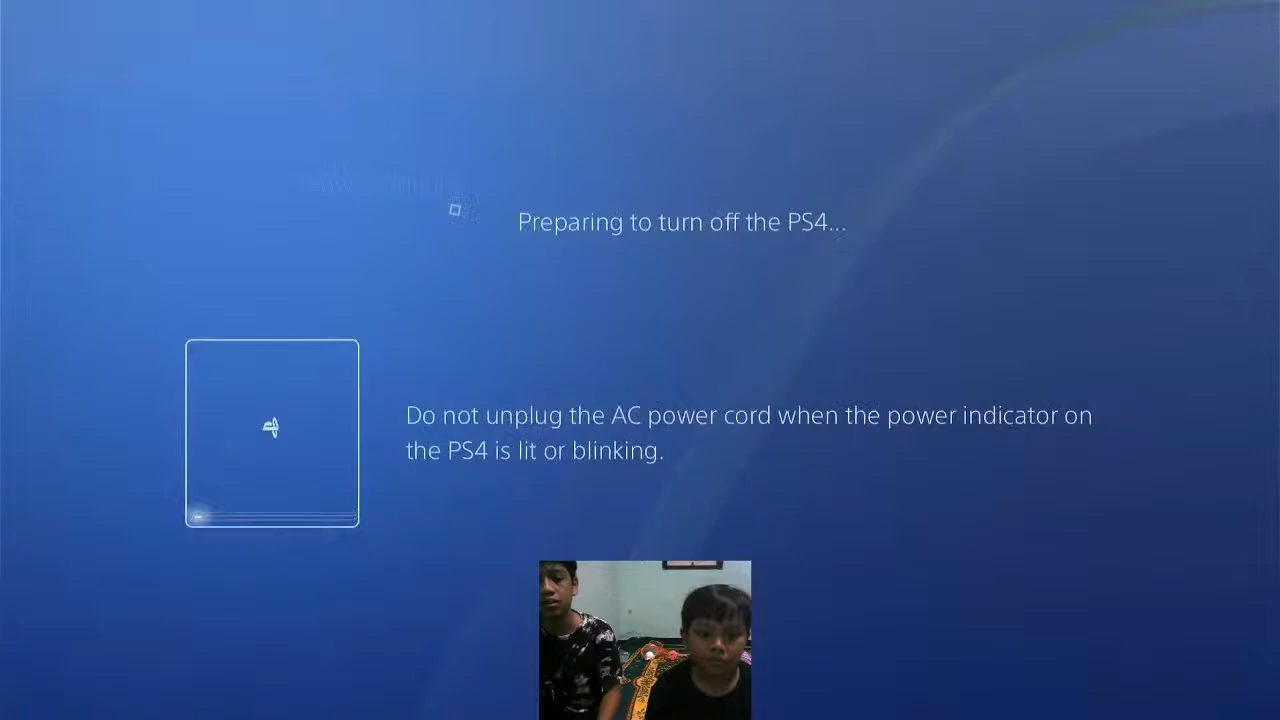 Preparing to turn off the PS4...
Do not unplug the AC power cord when the power indicator on
the PS4 is lit or blinking.